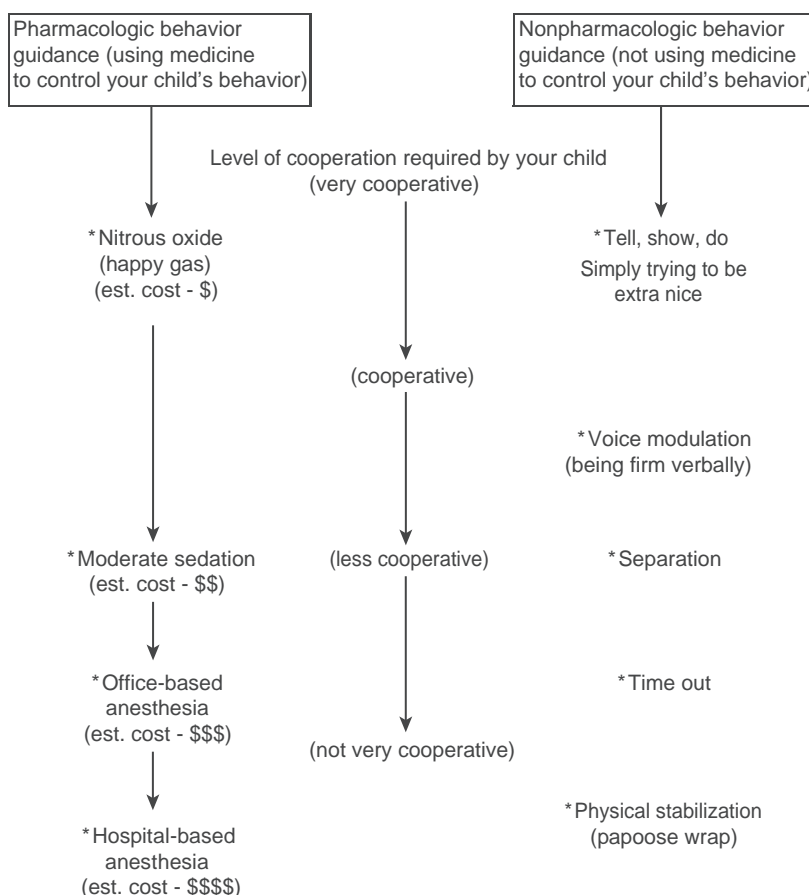 Pharmacologic behavior
guidance (using medicine
to control your child's behavior)
Nonpharmacologic behavior
guidance (not using medicine
to control your child's behavior)
Level of cooperation required by your child
(very cooperative)
*Nitrous oxide
(happy gas)
(est. cost - $)
*Tell, show, do
Simply trying to be
extra nice
(cooperative)
*Voice modulation
(being firm verbally)
*Moderate sedation
(est. cost - $$)
(less cooperative)
*Separation
*Office-based
anesthesia
(est. cost - $$$)
*Time out
(not very cooperative)
*Physical stabilization
(papoose wrap)
*Hospital-based
anesthesia
(est. cost - $$$$)